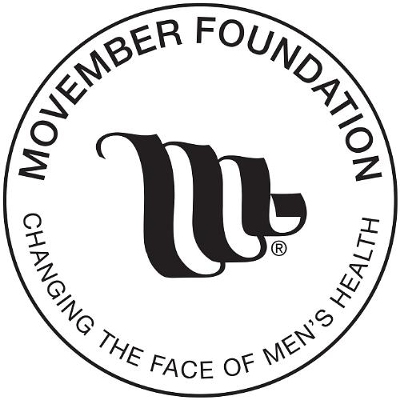 MOVEMBER FOUNDATION
®
CHANGING THE FACE OF MEN'S HEALTH